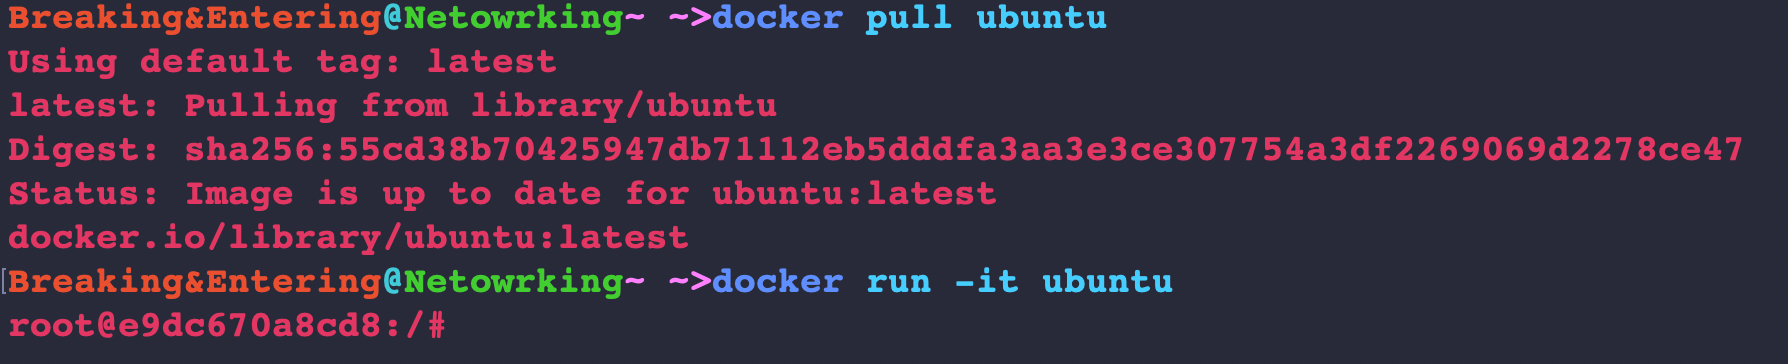 Breaking&Entering@Netowrking~ ~>docker pull ubuntu
Using default tag: latest
latest: Pulling from library/ubuntu
Digest: sha256:55cd38b70425947db71112eb5dddfa3aa3e3ce307754a3df2269069d2278ce47
Status: Image is up to date for ubuntu:latest
docker.io/library/ubuntu:latest
Breaking&Entering@Netowrking~ ~>docker run -it ubuntu
root@e9dc670a8cd8:/#